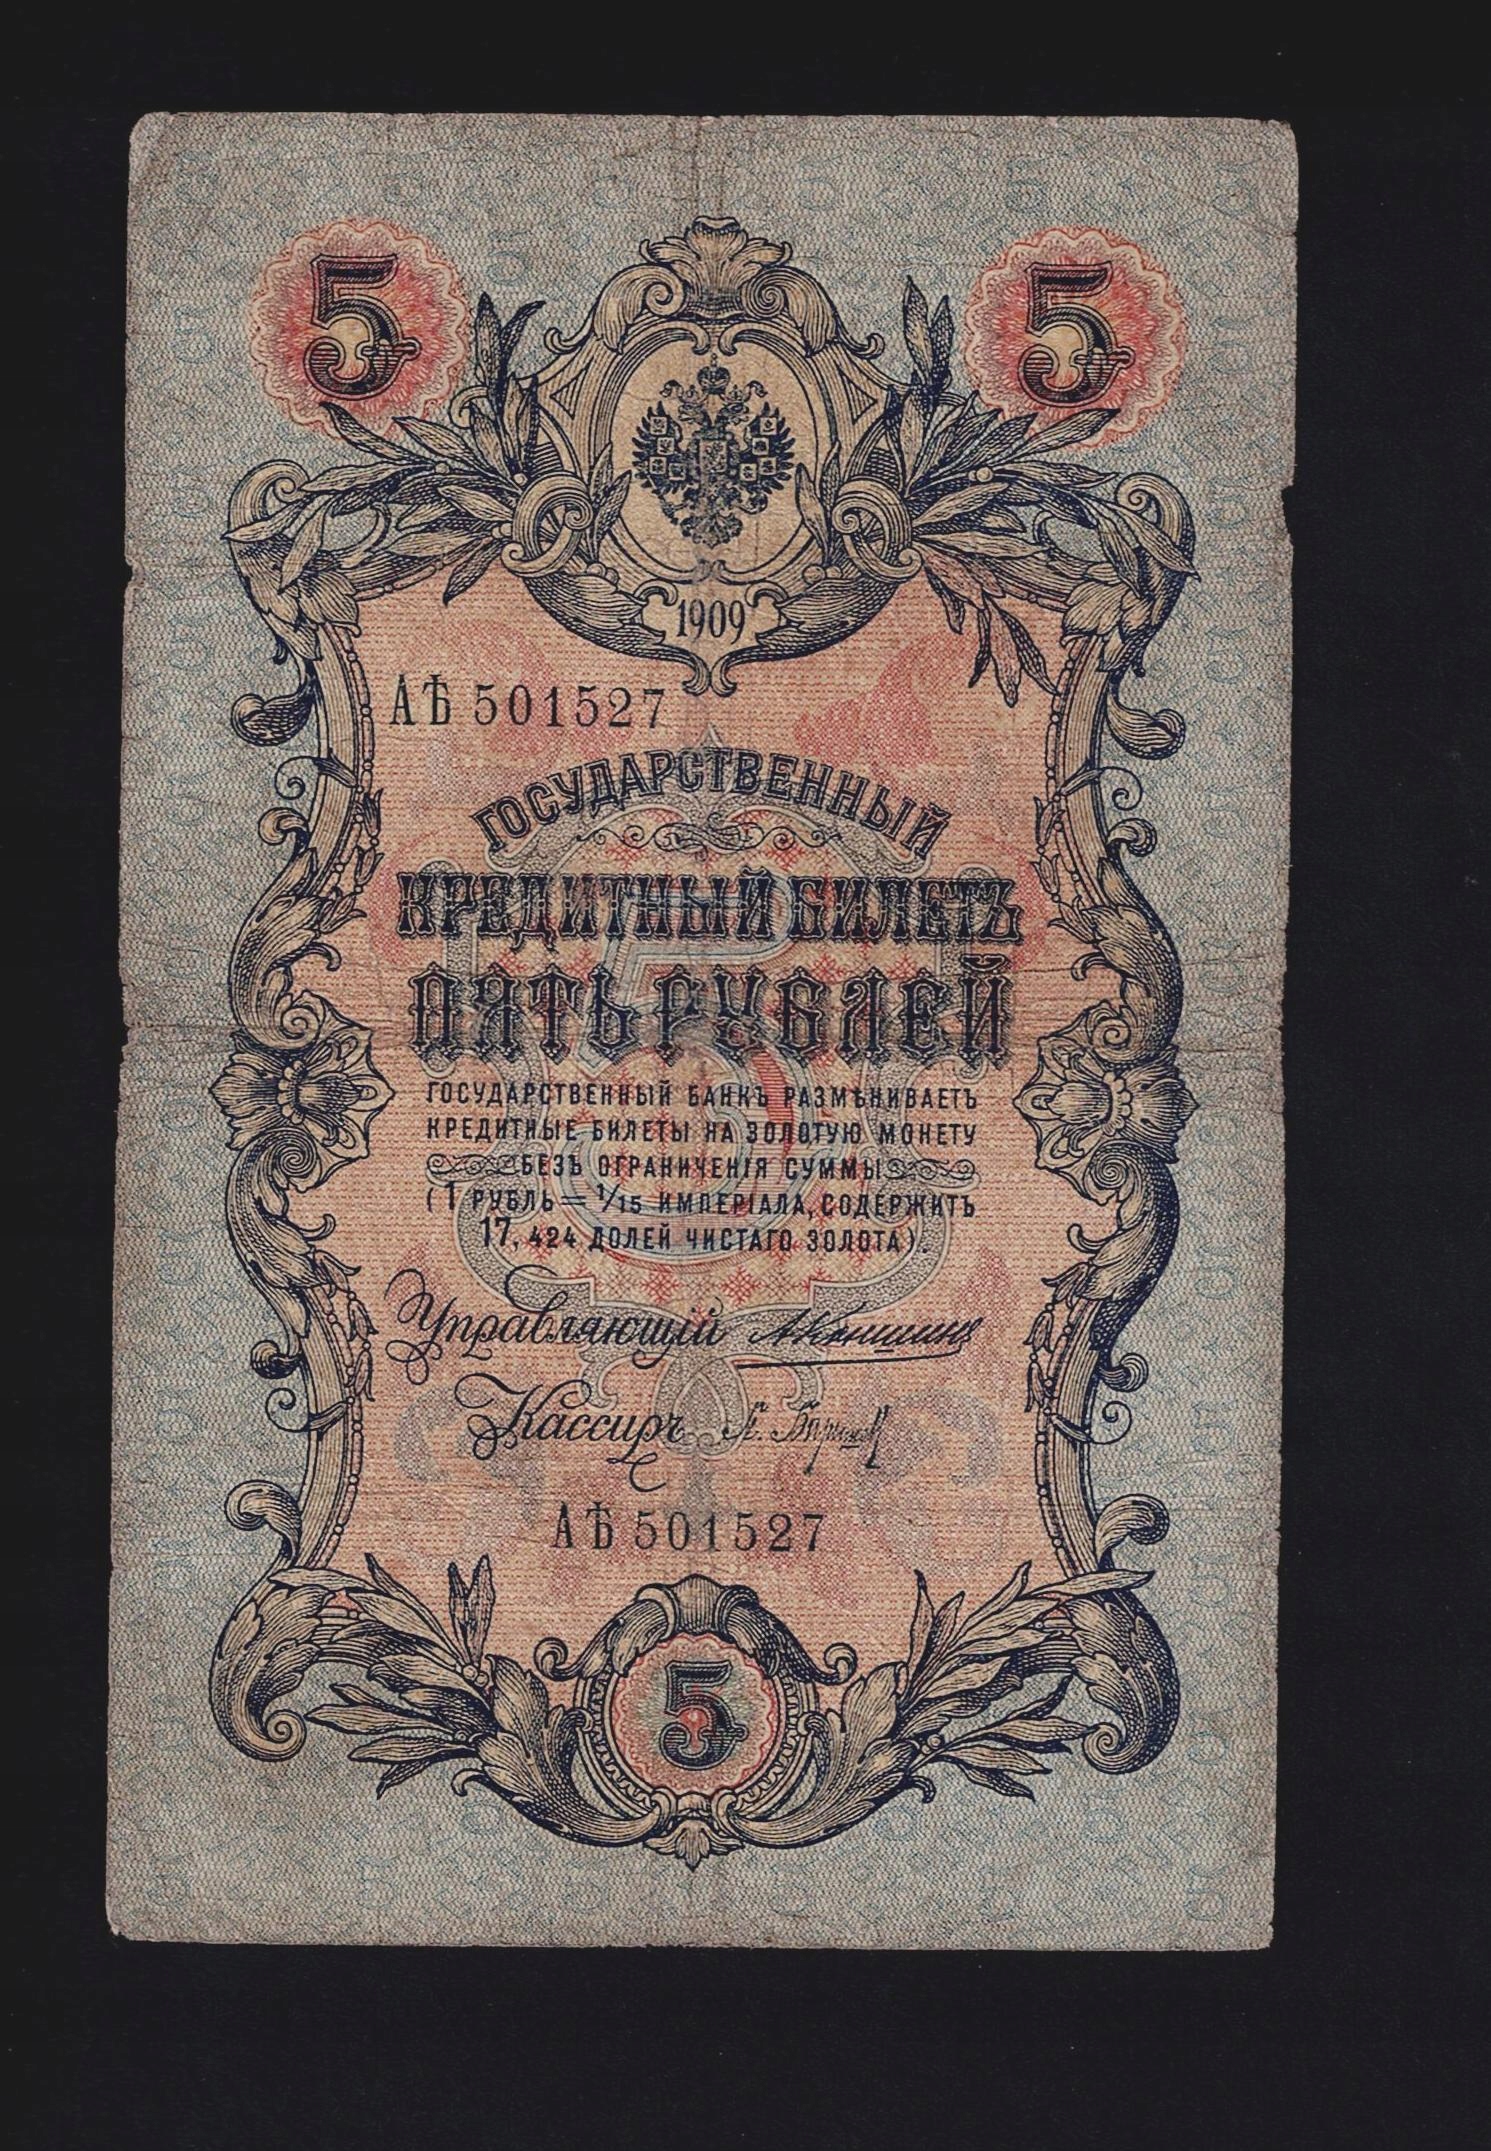 5 5
1909
АѢ 501527
ГОСУДАРСТВЕННЫЙ
КРЕДИТНЫЙ БИЛЕТЪ
ПЯТЬ РУБЛЕЙ
ГОСУДАРСТВЕННЫЙ БАНКЪ РАЗМѢНИВАЕТЪ
КРЕДИТНЫЕ БИЛЕТЫ НА ЗОЛОТУЮ МОНЕТУ
БЕЗЪ ОГРАНИЧЕНІЯ СУММЫ
(1 РУБЛЬ = 1/15 ИМПЕРІАЛА, СОДЕРЖИТЪ
17, 424 ДОЛЕЙ ЧИСТАГО ЗОЛОТА).
Управляющій АКоншинъ
Кассиръ
АѢ 501527
5